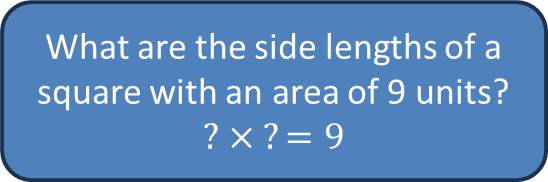 What are the side lengths of a
square with an area of 9 units?
? × ? = 9